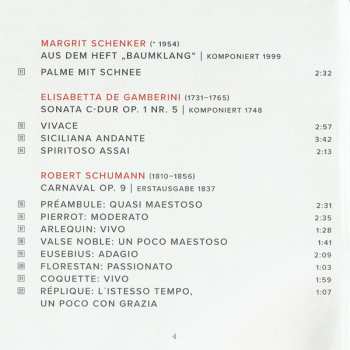 MARGRIT SCHENKER (* 1954)
AUS DEM HEFT „BAUMKLANG" | KOMPONIERT 1999
PALME MIT SCHNEE 2:32
ELISABETTA DE GAMBERINI (1731–1765)
SONATA C-DUR OP. 1 NR. 5 | KOMPONIERT 1748
VIVACE 2:57
SICILIANA ANDANTE 3:42
SPIRITOSO ASSAI 2:13
ROBERT SCHUMANN (1810–1856)
CARNAVAL OP. 9 | ERSTAUSGABE 1837
PRÉAMBULE: QUASI MAESTOSO 2:31
PIERROT: MODERATO 2:35
ARLEQUIN: VIVO 1:28
VALSE NOBLE: UN POCO MAESTOSO 1:41
EUSEBIUS: ADAGIO 2:09
FLORESTAN: PASSIONATO 1:03
COQUETTE: VIVO 1:59
RÉPLIQUE: L'ISTESSO TEMPO, 1:07
UN POCO CON GRAZIA
4